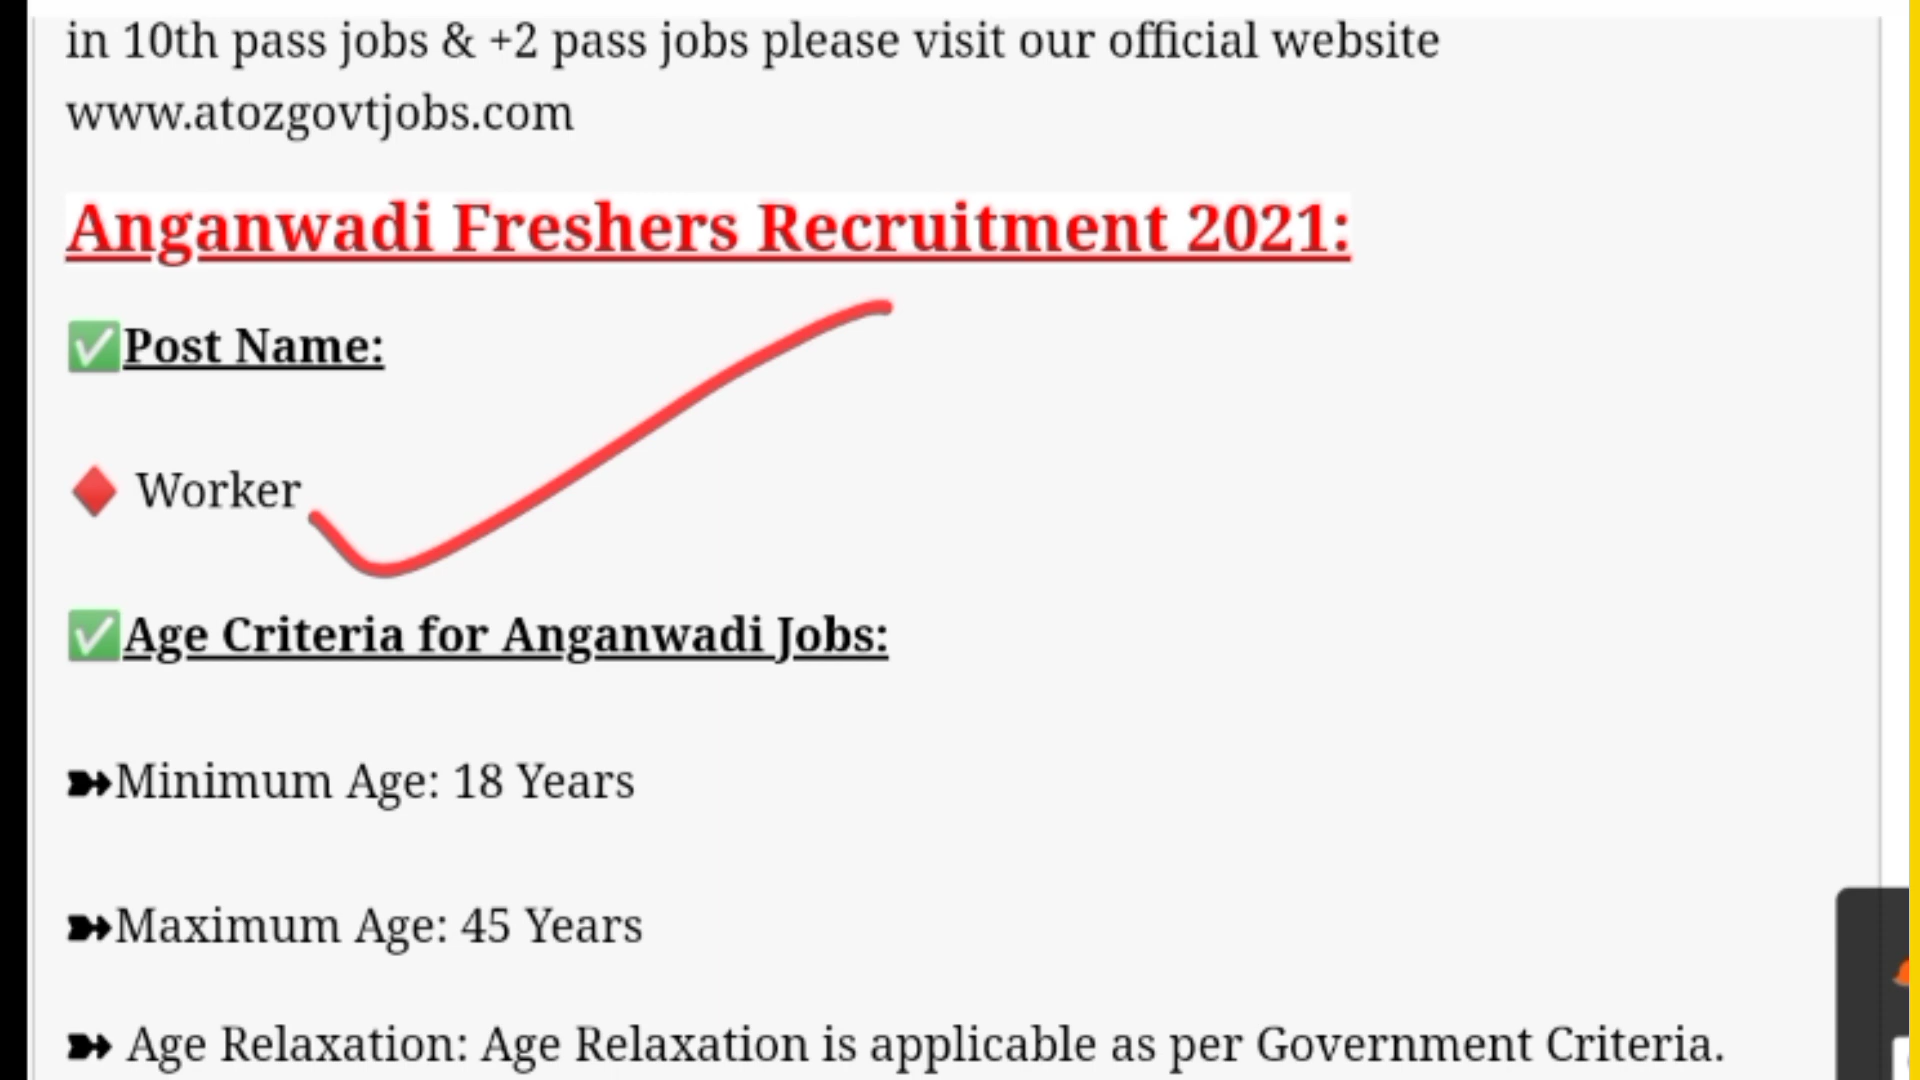 in 10th pass jobs & +2 pass jobs please visit our official website
www.atozgovtjobs.com
Anganwadi Freshers Recruitment 2021:
✅Post Name:
♦ Worker
✅Age Criteria for Anganwadi Jobs:
➽Minimum Age: 18 Years
➽Maximum Age: 45 Years
➽ Age Relaxation: Age Relaxation is applicable as per Government Criteria.